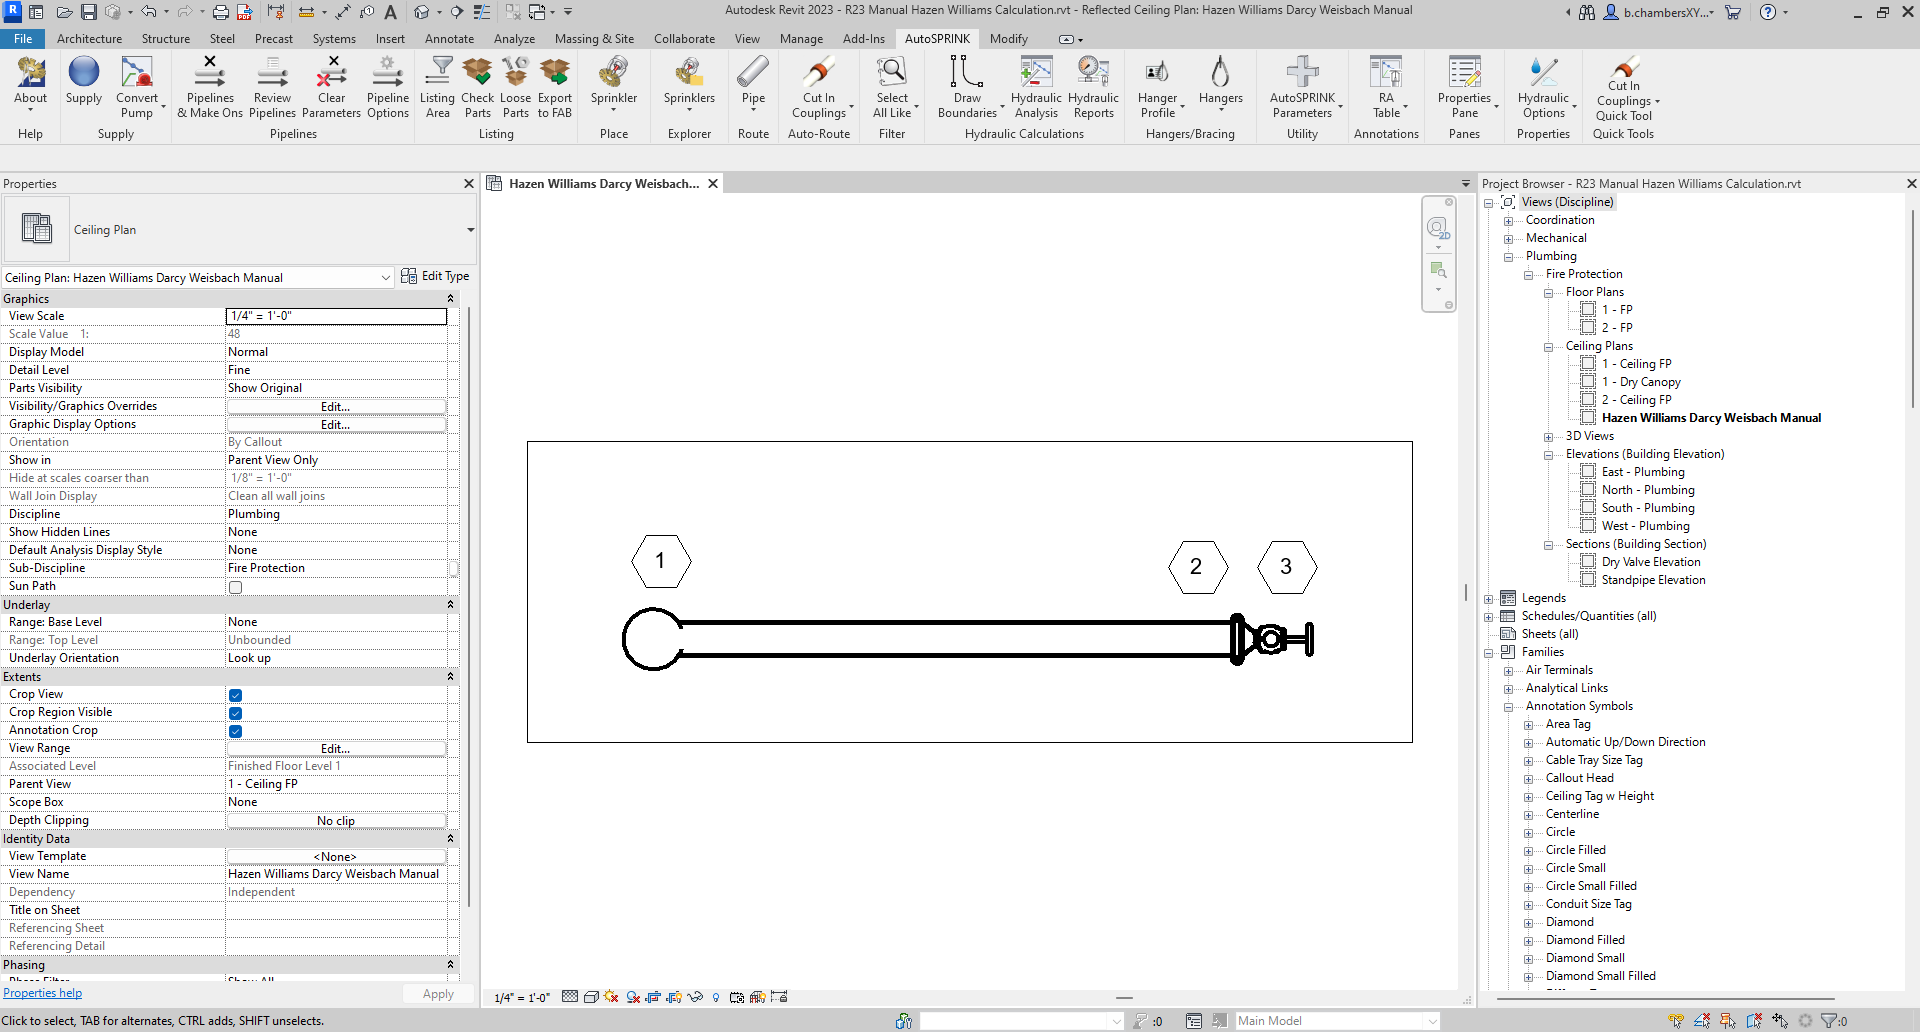 Autodesk Revit 2023 - R23 Manual Hazen Williams Calculation.rvt - Reflected Ceiling Plan: Hazen Williams Darcy Weisbach Manual
b.chambersXY...
File Architecture Structure Steel Precast Systems Insert Annotate Analyze Massing & Site Collaborate View Manage Add-Ins AutoSPRINK Modify
About
Supply
Convert Pump
Pipelines & Make Ons
Review Pipelines
Clear Parameters
Pipeline Options
Listing Area
Check Parts
Loose Parts
Export to FAB
Sprinkler
Sprinklers
Pipe
Cut In Couplings
Select All Like
Draw Boundaries
Hydraulic Analysis
Hydraulic Reports
Hanger Profile
Hangers
AutoSPRINK Parameters
RA Table
Properties Pane
Hydraulic Options
Cut In Couplings Quick Tool
Help Supply Pipelines Listing Place Explorer Route Auto-Route Filter Hydraulic Calculations Hangers/Bracing Utility Annotations Panes Properties Quick Tools
Properties
Ceiling Plan
Ceiling Plan: Hazen Williams Darcy Weisbach Manual
Edit Type
Graphics
View Scale 1/4" = 1'-0"
Scale Value 1: 48
Display Model Normal
Detail Level Fine
Parts Visibility Show Original
Visibility/Graphics Overrides Edit...
Graphic Display Options Edit...
Orientation By Callout
Show in Parent View Only
Hide at scales coarser than 1/8" = 1'-0"
Wall Join Display Clean all wall joins
Discipline Plumbing
Show Hidden Lines None
Default Analysis Display Style None
Sub-Discipline Fire Protection
Sun Path
Underlay
Range: Base Level None
Range: Top Level Unbounded
Underlay Orientation Look up
Extents
Crop View
Crop Region Visible
Annotation Crop
View Range Edit...
Associated Level Finished Floor Level 1
Parent View 1 - Ceiling FP
Scope Box None
Depth Clipping No clip
Identity Data
View Template <None>
View Name Hazen Williams Darcy Weisbach Manual
Dependency Independent
Title on Sheet
Referencing Sheet
Referencing Detail
Phasing
Properties help
Apply
Hazen Williams Darcy Weisbach...
2D
1
2
3
1/4" = 1'-0"
Project Browser - R23 Manual Hazen Williams Calculation.rvt
Views (Discipline)
Coordination
Mechanical
Plumbing
Fire Protection
Floor Plans
1 - FP
2 - FP
Ceiling Plans
1 - Ceiling FP
1 - Dry Canopy
2 - Ceiling FP
Hazen Williams Darcy Weisbach Manual
3D Views
Elevations (Building Elevation)
East - Plumbing
North - Plumbing
South - Plumbing
West - Plumbing
Sections (Building Section)
Dry Valve Elevation
Standpipe Elevation
Legends
Schedules/Quantities (all)
Sheets (all)
Families
Air Terminals
Analytical Links
Annotation Symbols
Area Tag
Automatic Up/Down Direction
Cable Tray Size Tag
Callout Head
Ceiling Tag w Height
Centerline
Circle
Circle Filled
Circle Small
Circle Small Filled
Conduit Size Tag
Diamond
Diamond Filled
Diamond Small
Diamond Small Filled
Click to select, TAB for alternates, CTRL adds, SHIFT unselects.
:0
Main Model
:0